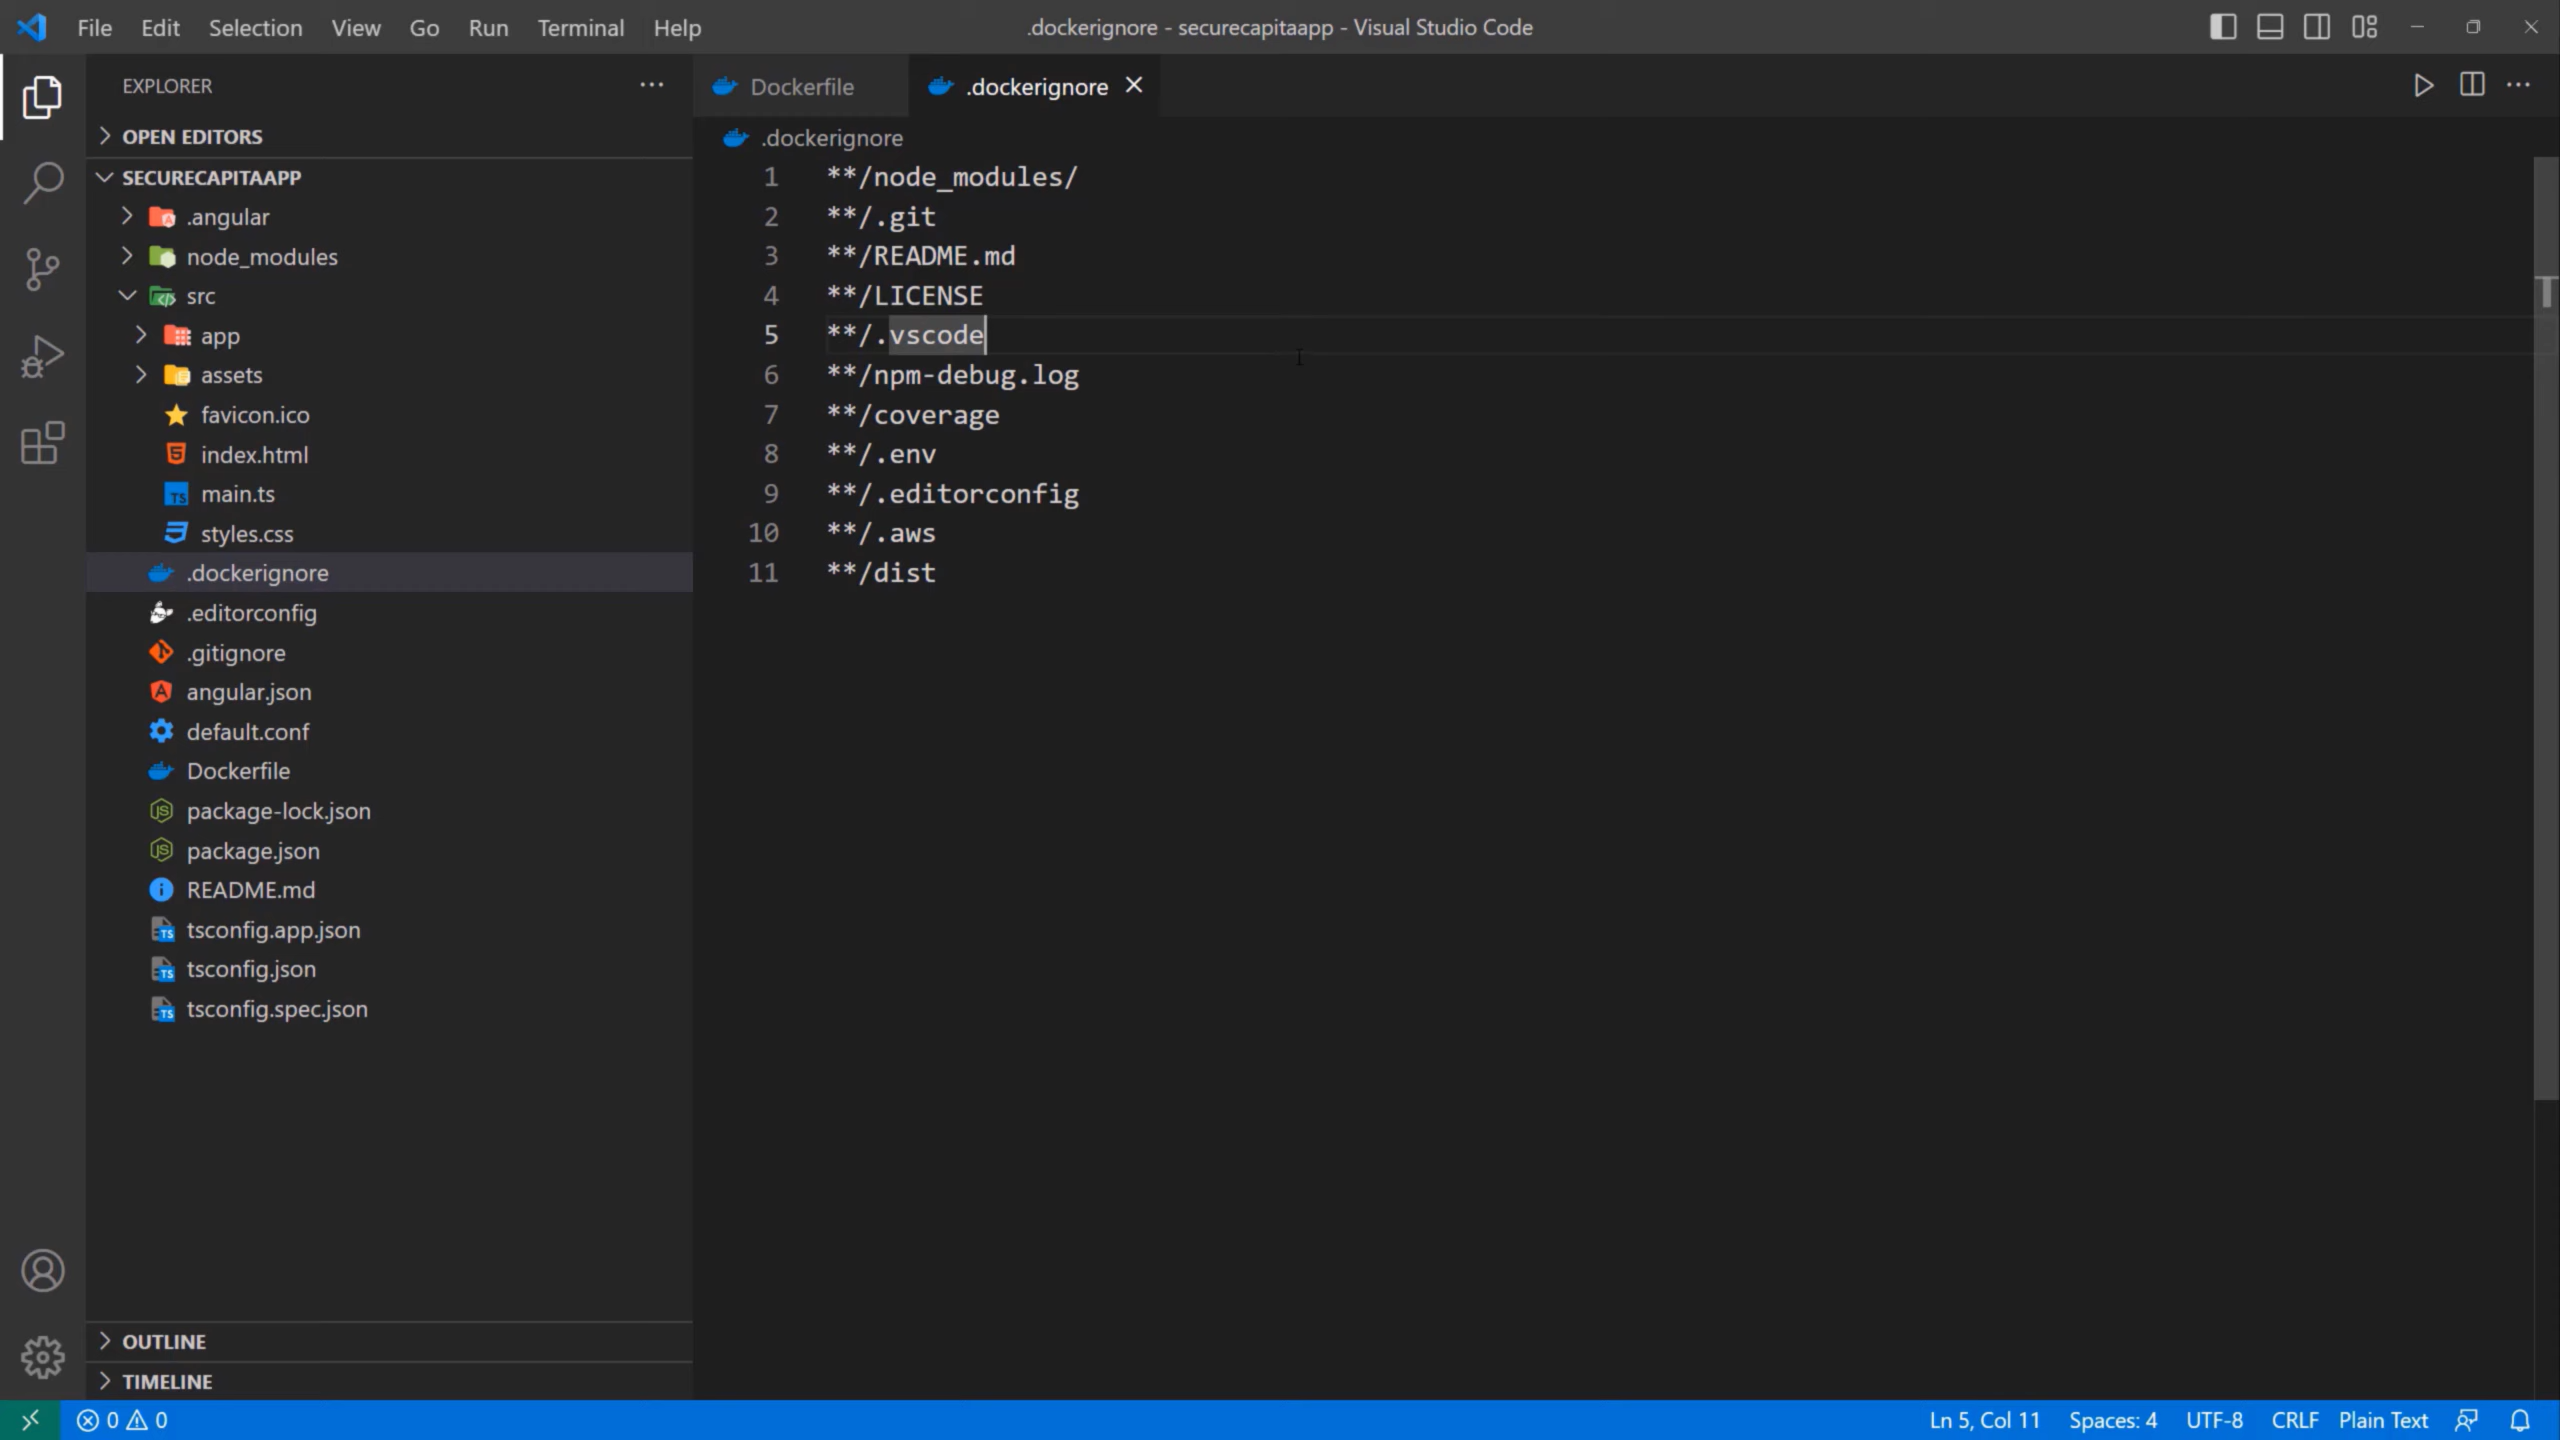 File Edit Selection View Go Run Terminal Help
.dockerignore - securecapitaapp - Visual Studio Code
EXPLORER
OPEN EDITORS
SECURECAPITAAPP
.angular
node_modules
src
app
assets
favicon.ico
index.html
main.ts
styles.css
.dockerignore
.editorconfig
.gitignore
angular.json
default.conf
Dockerfile
package-lock.json
package.json
README.md
tsconfig.app.json
tsconfig.json
tsconfig.spec.json
OUTLINE
TIMELINE
Dockerfile .dockerignore
.dockerignore
1 **/node_modules/
2 **/.git
3 **/README.md
4 **/LICENSE
5 **/.vscode
6 **/npm-debug.log
7 **/coverage
8 **/.env
9 **/.editorconfig
10 **/.aws
11 **/dist
0 0
Ln 5, Col 11 Spaces: 4 UTF-8 CRLF Plain Text